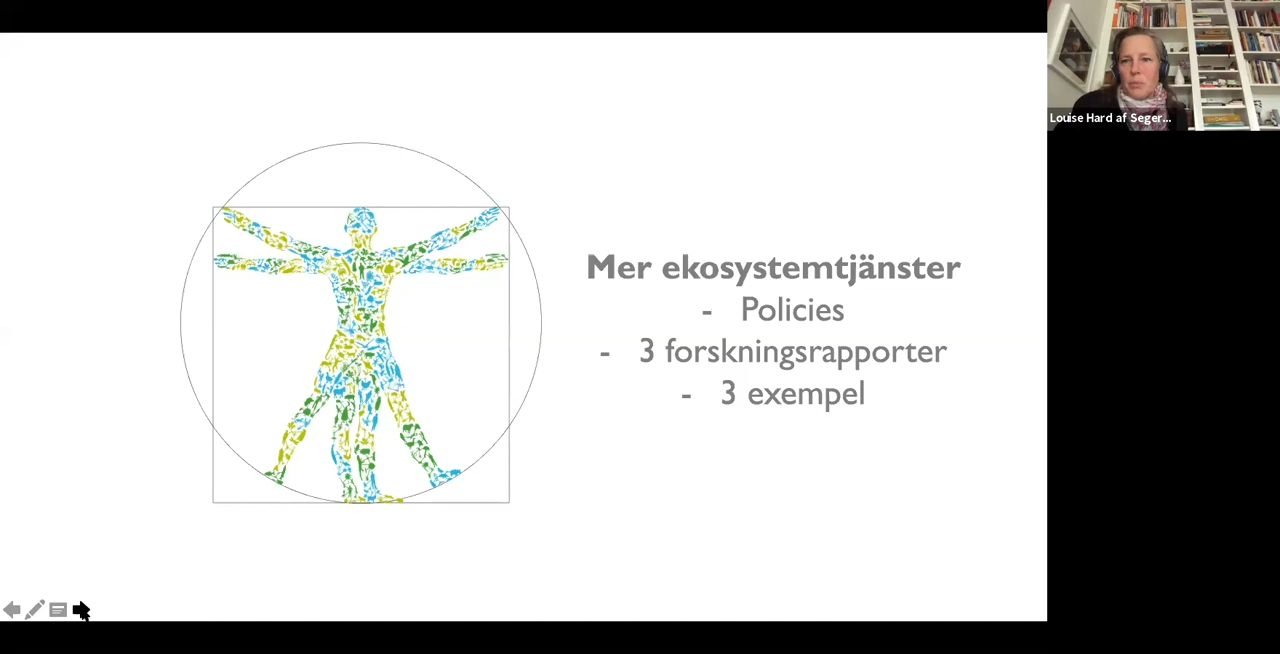 Mer ekosystemtjänster
- Policies
- 3 forskningsrapporter
- 3 exempel
Louise Hard af Seger...